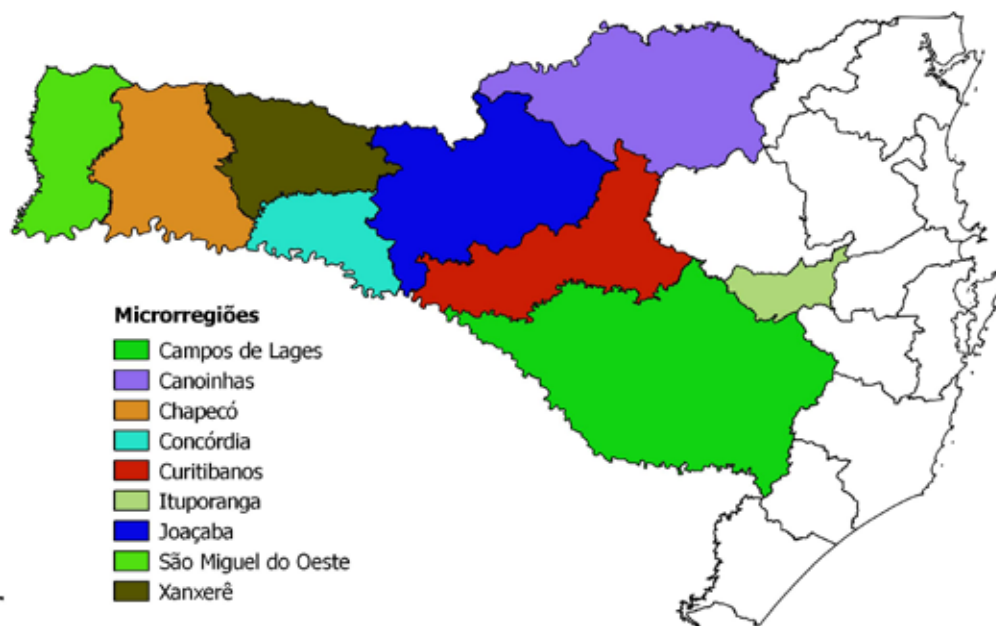 Microrregiões
Campos de Lages
Canoinhas
Chapecó
Concórdia
Curitibanos
Ituporanga
Joaçaba
São Miguel do Oeste
Xanxerê